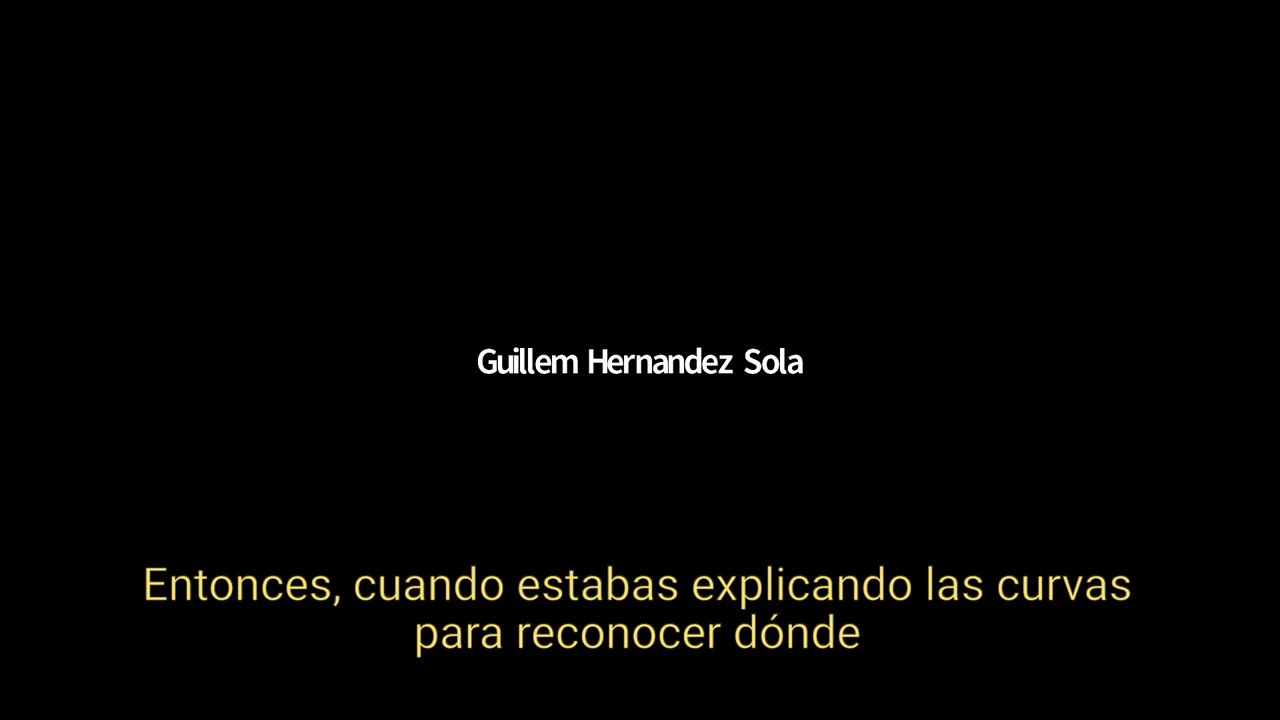 Guillem Hernandez Sola
Entonces, cuando estabas explicando las curvas
para reconocer dónde